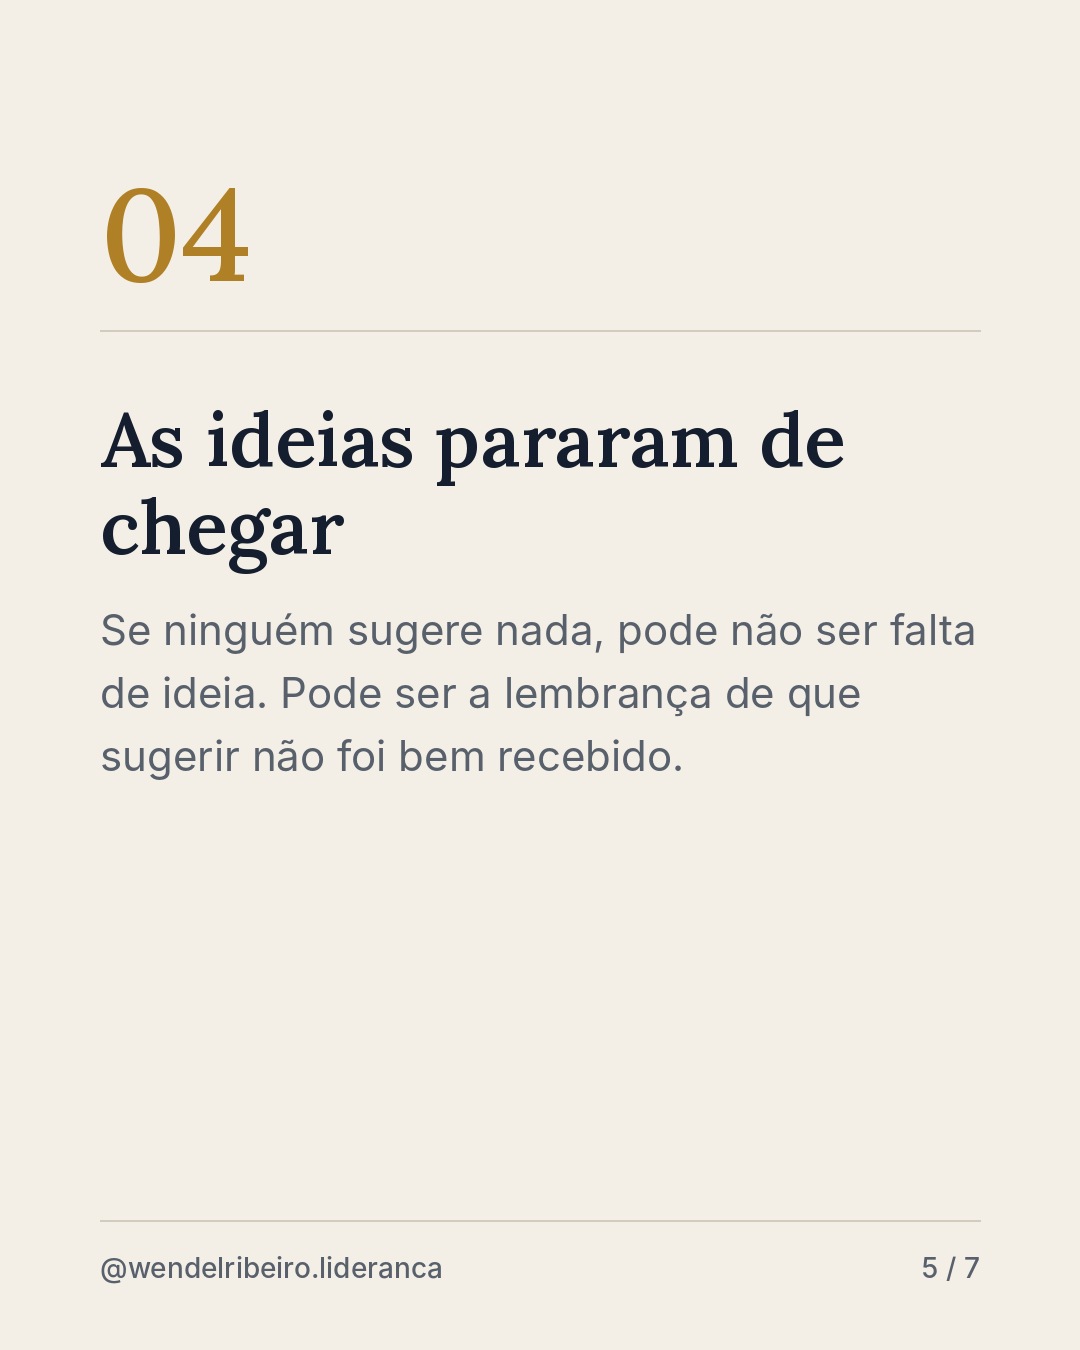 04
As ideias pararam de
chegar
Se ninguém sugere nada, pode não ser falta
de ideia. Pode ser a lembrança de que
sugerir não foi bem recebido.
@wendelribeiro.lideranca
5 / 7